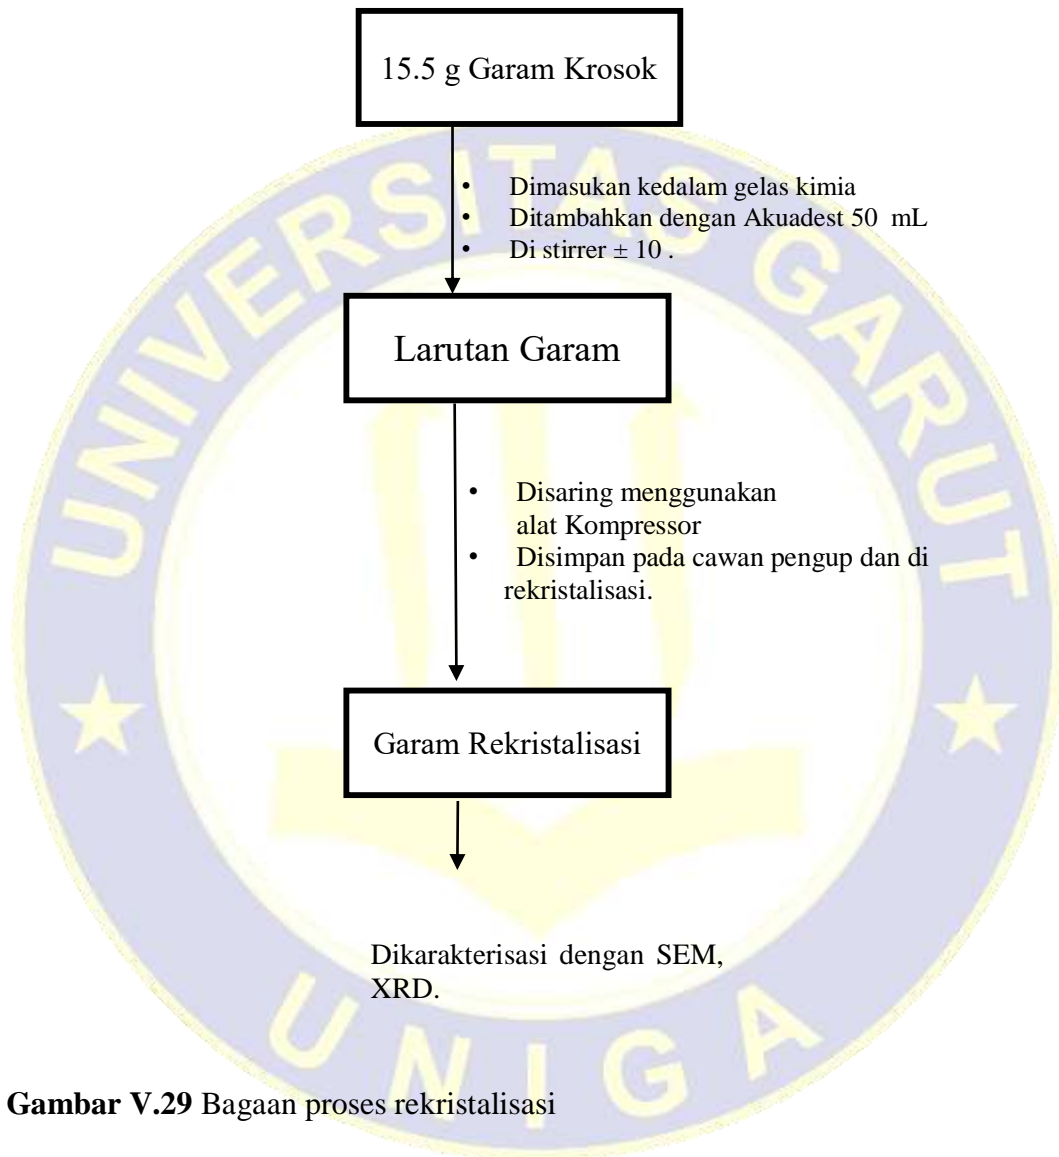 15.5 g Garam Krosok
• Dimasukan kedalam gelas kimia
• Ditambahkan dengan Akuadest 50 mL
• Di stirrer ± 10 .
Larutan Garam
• Disaring menggunakan
alat Kompressor
• Disimpan pada cawan pengup dan di
rekristalisasi.
Garam Rekristalisasi
Dikarakterisasi dengan SEM,
XRD.
Gambar V.29 Bagaan proses rekristalisasi
UNIVERSITAS GARUT
UNIGA